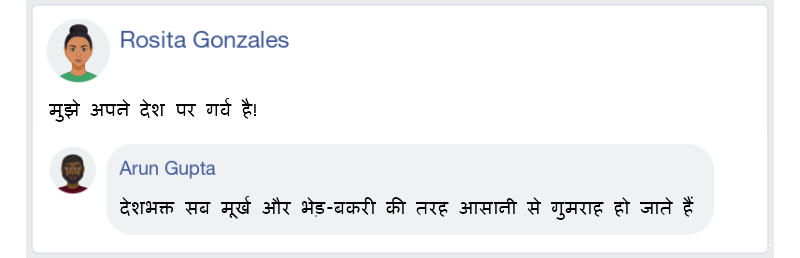 Rosita Gonzales
मुझे अपने देश पर गर्व है!
Arun Gupta
देशभक्त सब मूर्ख और भेड़-बकरी की तरह आसानी से गुमराह हो जाते हैं